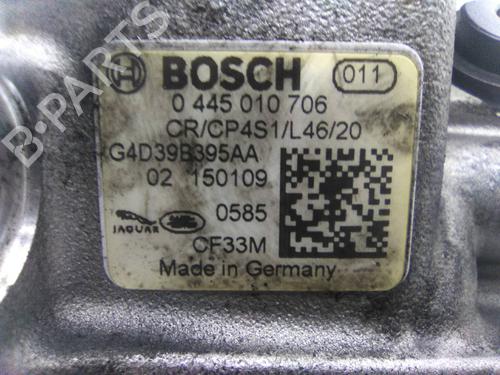 BOSCH 011
0 445 010 706
CR/CP4S1/L46/20
G4D39B395AA
02 150109
0585
JAGUAR
CF33M
Made in Germany
B-PARTS